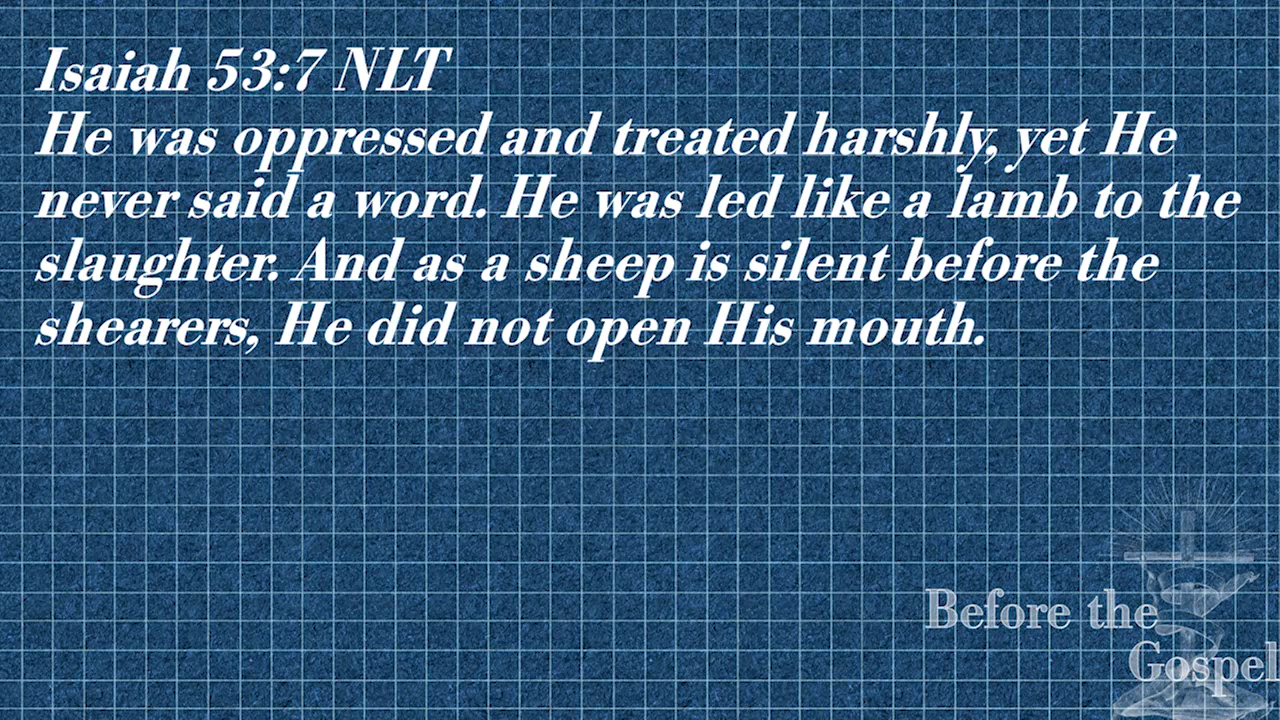 Isaiah 53:7 NLT
He was oppressed and treated harshly, yet He
never said a word. He was led like a lamb to the
slaughter. And as a sheep is silent before the
shearers, He did not open His mouth.
Before the
Gospel